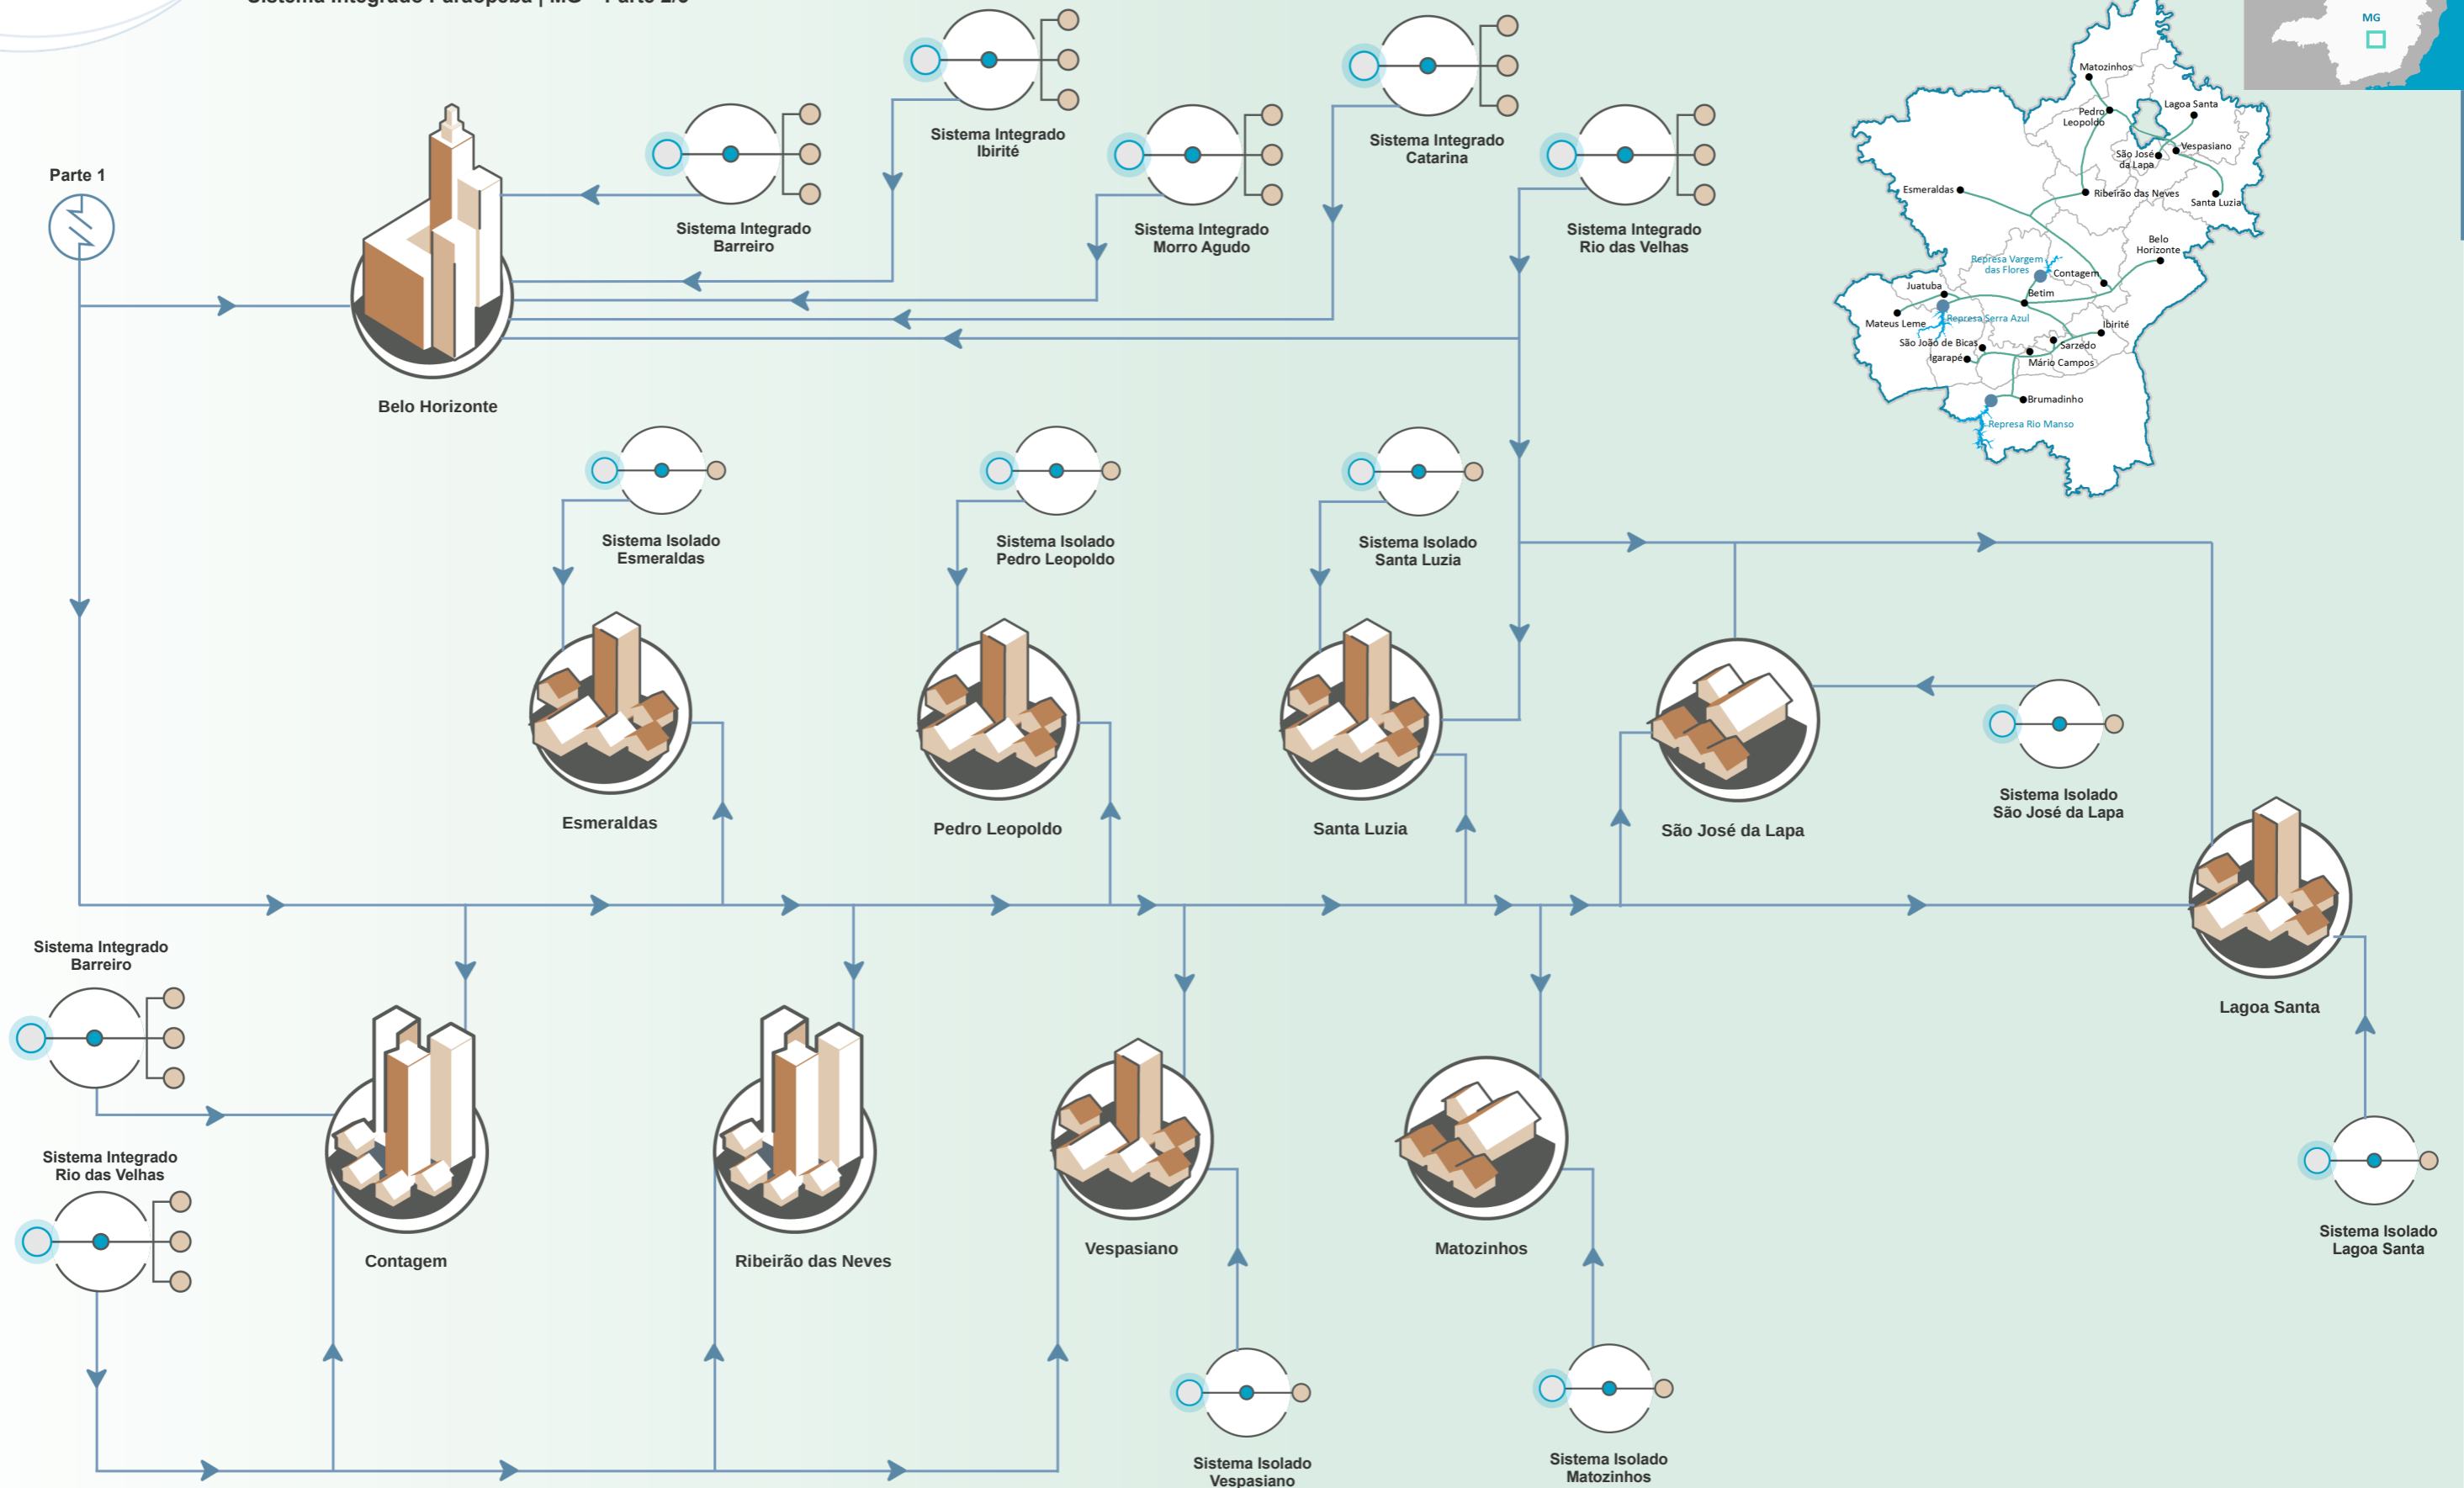 Sistema Integrado
Ibirité
Sistema Integrado
Catarina
Sistema Integrado
Barreiro
Sistema Integrado
Morro Agudo
Sistema Integrado
Rio das Velhas
Parte 1
Belo Horizonte
MG
Matozinhos
Pedro
Leopoldo
Lagoa Santa
São José
da Lapa
Vespasiano
Esmeraldas
Ribeirão das Neves
Santa Luzia
Belo
Horizonte
Represa Vargem
das Flores
Contagem
Juatuba
Betim
Mateus Leme
Represa Serra Azul
Ibirité
São João de Bicas
Sarzedo
Igarapé
Mário Campos
Brumadinho
Represa Rio Manso
Sistema Isolado
Esmeraldas
Sistema Isolado
Pedro Leopoldo
Sistema Isolado
Santa Luzia
Esmeraldas
Pedro Leopoldo
Santa Luzia
São José da Lapa
Sistema Isolado
São José da Lapa
Sistema Integrado
Barreiro
Lagoa Santa
Sistema Integrado
Rio das Velhas
Contagem
Ribeirão das Neves
Vespasiano
Matozinhos
Sistema Isolado
Lagoa Santa
Sistema Isolado
Vespasiano
Sistema Isolado
Matozinhos